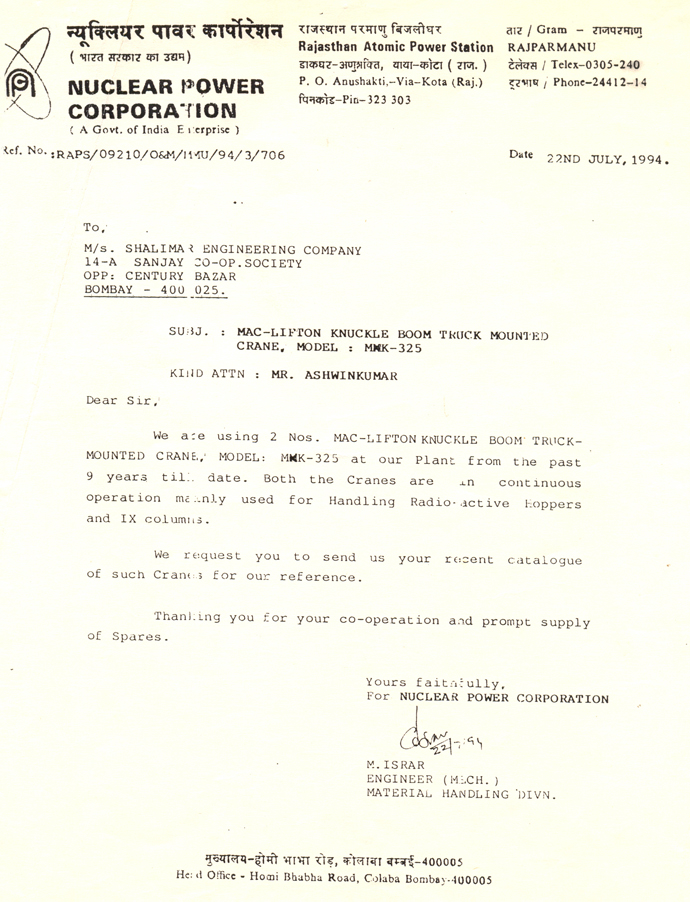 न्यूक्लियर पावर कार्पोरेशन
( भारत सरकार का उद्यम )
NUCLEAR POWER
CORPORATION
( A Govt. of India Enterprise )
राजस्थान परमाणु बिजलीघर
Rajasthan Atomic Power Station
डाकघर-अणुशक्ति, वाया-कोटा ( राज. )
P. O. Anushakti,-Via-Kota (Raj.)
पिनकोड-Pin-323 303
तार / Gram - राजपरमाणु
RAJPARMANU
टेलेक्स / Telex-0305-240
दूरभाष / Phone-24412-14
Ref. No. :RAPS/09210/O&M/MMU/94/3/706
Date 22ND JULY, 1994.
To,
M/s. SHALIMAR ENGINEERING COMPANY
14-A SANJAY CO-OP.SOCIETY
OPP: CENTURY BAZAR
BOMBAY - 400 025.
SUBJ. : MAC-LIFTON KNUCKLE BOOM TRUCK MOUNTED
CRANE, MODEL : MMK-325
KIND ATTN : MR. ASHWINKUMAR
Dear Sir,
We are using 2 Nos. MAC-LIFTON KNUCKLE BOOM TRUCK-
MOUNTED CRANE, MODEL: MMK-325 at our Plant from the past
9 years till date. Both the Cranes are in continuous
operation mainly used for Handling Radio-active Hoppers
and IX columns.
We request you to send us your recent catalogue
of such Cranes for our reference.
Thanking you for your co-operation and prompt supply
of Spares.
Yours faithfully,
For NUCLEAR POWER CORPORATION
M.ISRAR
ENGINEER (MECH.)
MATERIAL HANDLING DIVN.
मुख्यालय-होमी भाभा रोड़, कोलाबा बम्बई-400005
Head Office - Homi Bhabha Road, Colaba Bombay-400005